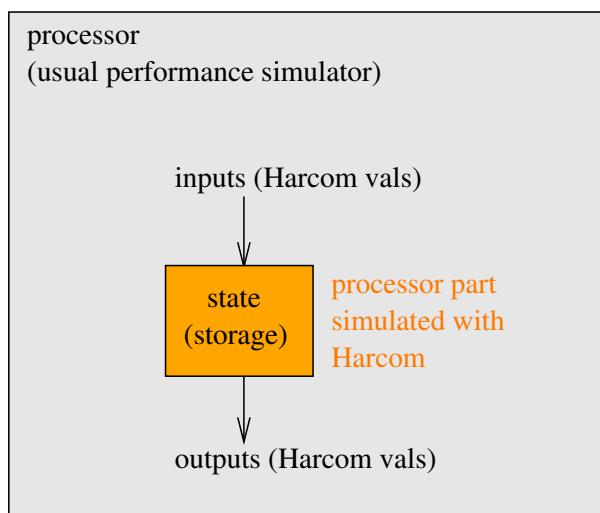 processor
(usual performance simulator)
inputs (Harcom vals)
state
(storage)
processor part
simulated with
Harcom
outputs (Harcom vals)